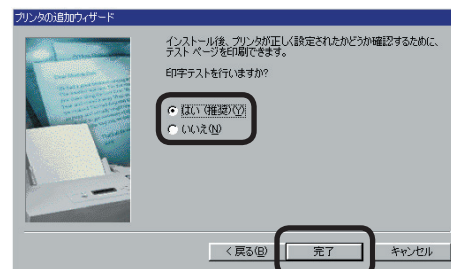 プリンタの追加ウィザード
インストール後、プリンタが正しく設定されたかどうか確認するために、
テスト ページを印刷できます。
印字テストを行いますか?
はい (推奨)(Y)
いいえ(N)
< 戻る(B)
完了
キャンセル